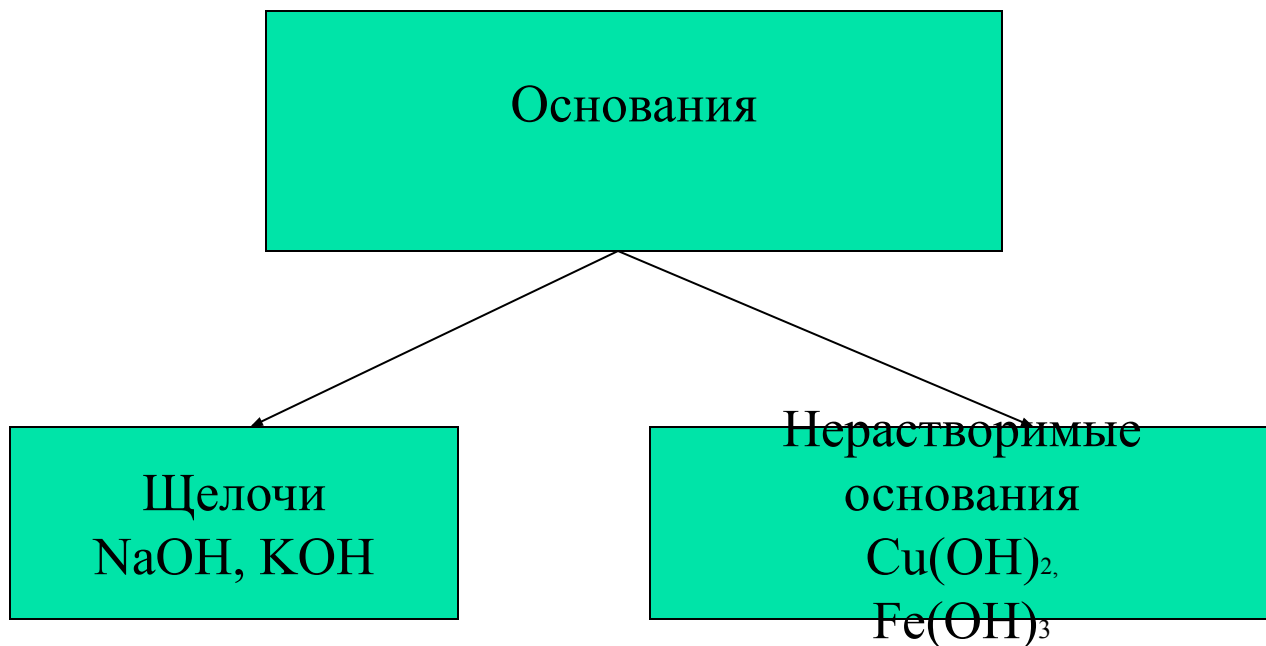 Основания
Щелочи
NaOH, KOH
Нерастворимые
основания
Cu(OH)₂,
Fe(OH)₃